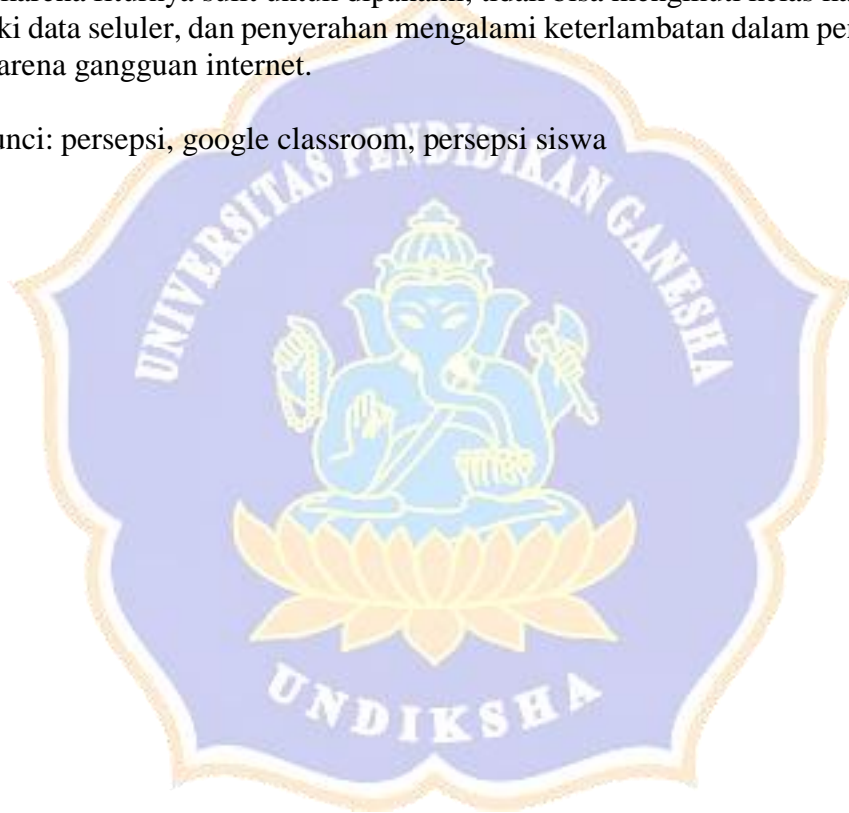 ki data seluler, dan penyerahan mengalami keterlambatan dalam
arena gangguan internet.
unci: persepsi, google classroom, persepsi siswa
UNIVERSITAS PENDIDIKAN GANESHA
UNDIKSHA